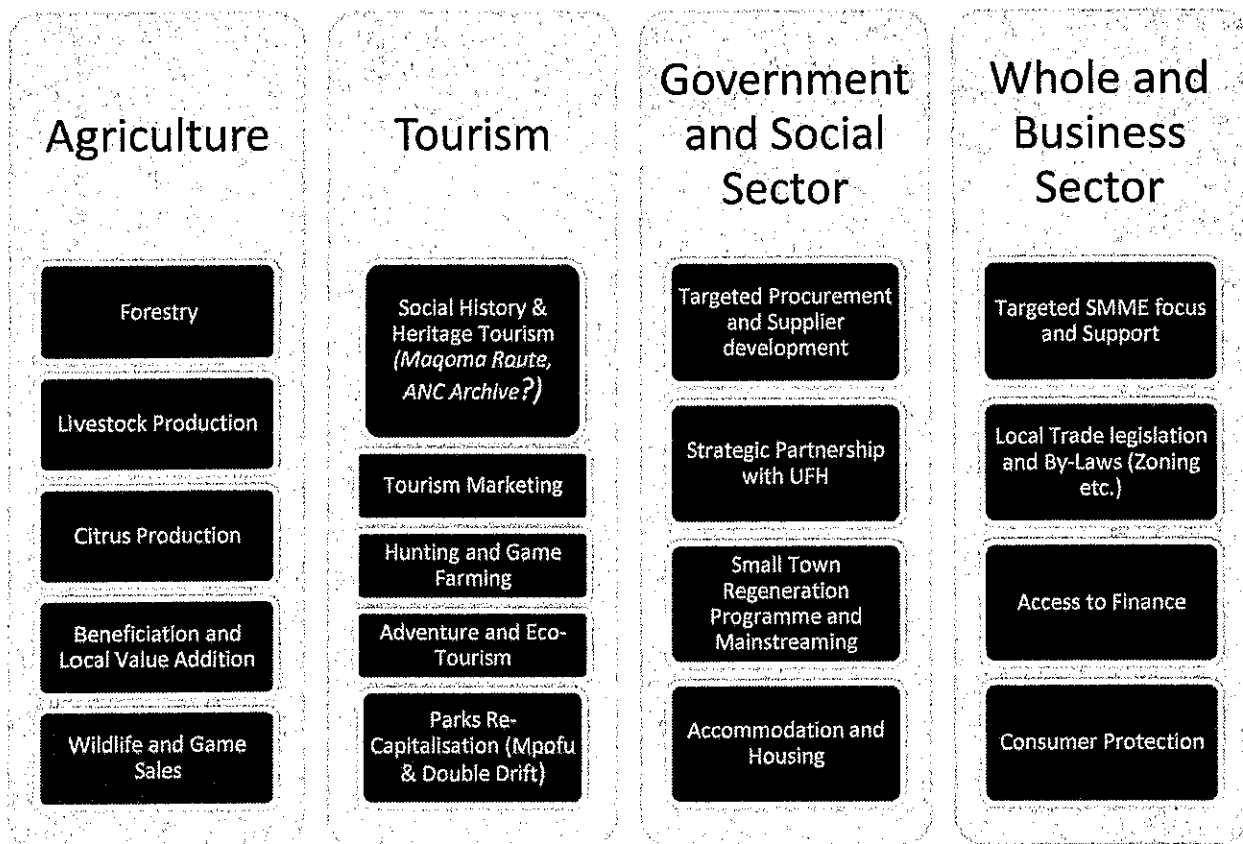 Agriculture
Forestry
Livestock Production
Citrus Production
Beneficiation and
Local Value Addition
Wildlife and Game
Sales
Tourism
Social History &
Heritage Tourism
(Maqoma Route,
ANC Archive?)
Tourism Marketing
Hunting and Game
Farming
Adventure and Eco-
Tourism
Parks Re-
Capitalisation (Mpofu
& Double Drift)
Government
and Social
Sector
Targeted Procurement
and Supplier
development
Strategic Partnership
with UFH
Small Town
Regeneration
Programme and
Mainstreaming
Accommodation and
Housing
Whole and
Business
Sector
Targeted SMME focus
and Support
Local Trade legislation
and By-Laws (Zoning
etc.)
Access to Finance
Consumer Protection